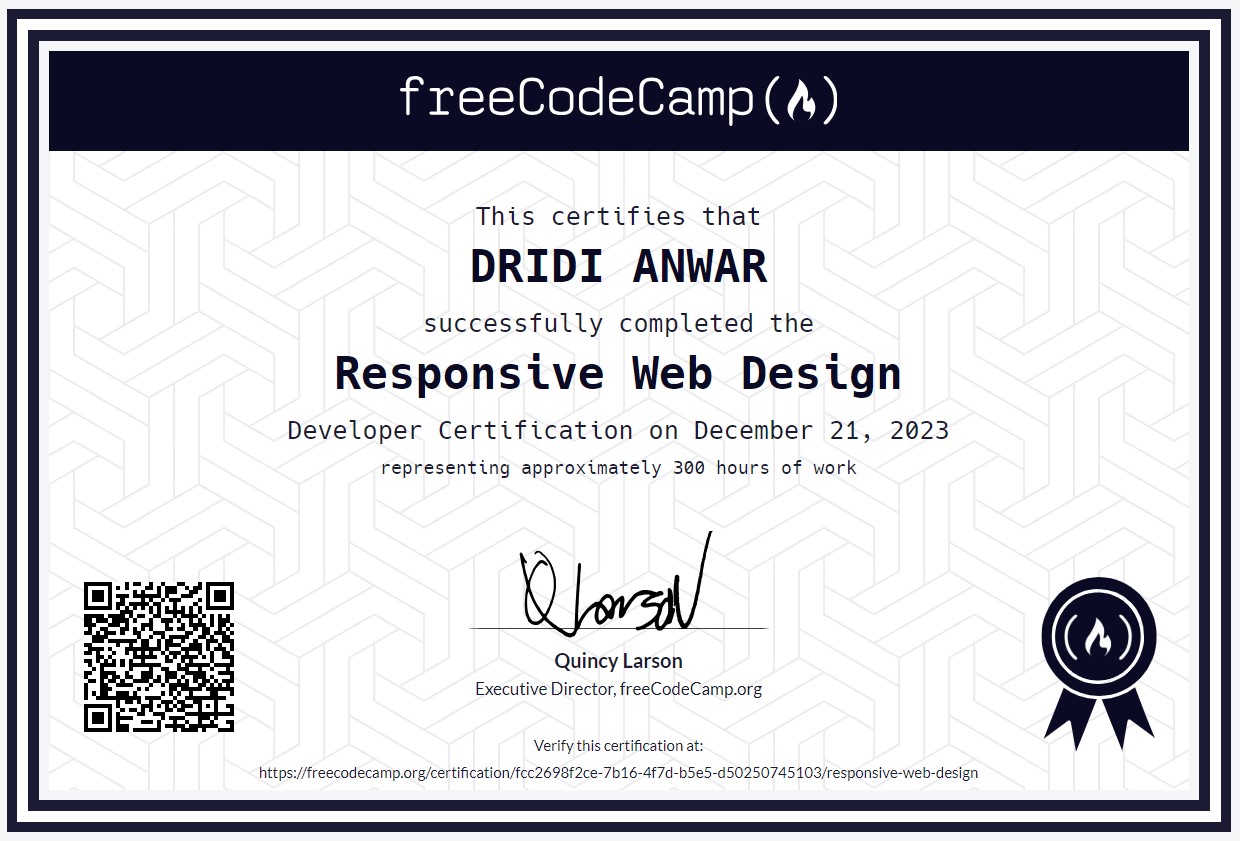 freeCodeCamp
This certifies that
DRIDI ANWAR
successfully completed the
Responsive Web Design
Developer Certification on December 21, 2023
representing approximately 300 hours of work
Quincy Larson
Executive Director, freeCodeCamp.org
Verify this certification at:
https://freecodecamp.org/certification/fcc2698f2ce-7b16-4f7d-b5e5-d50250745103/responsive-web-design